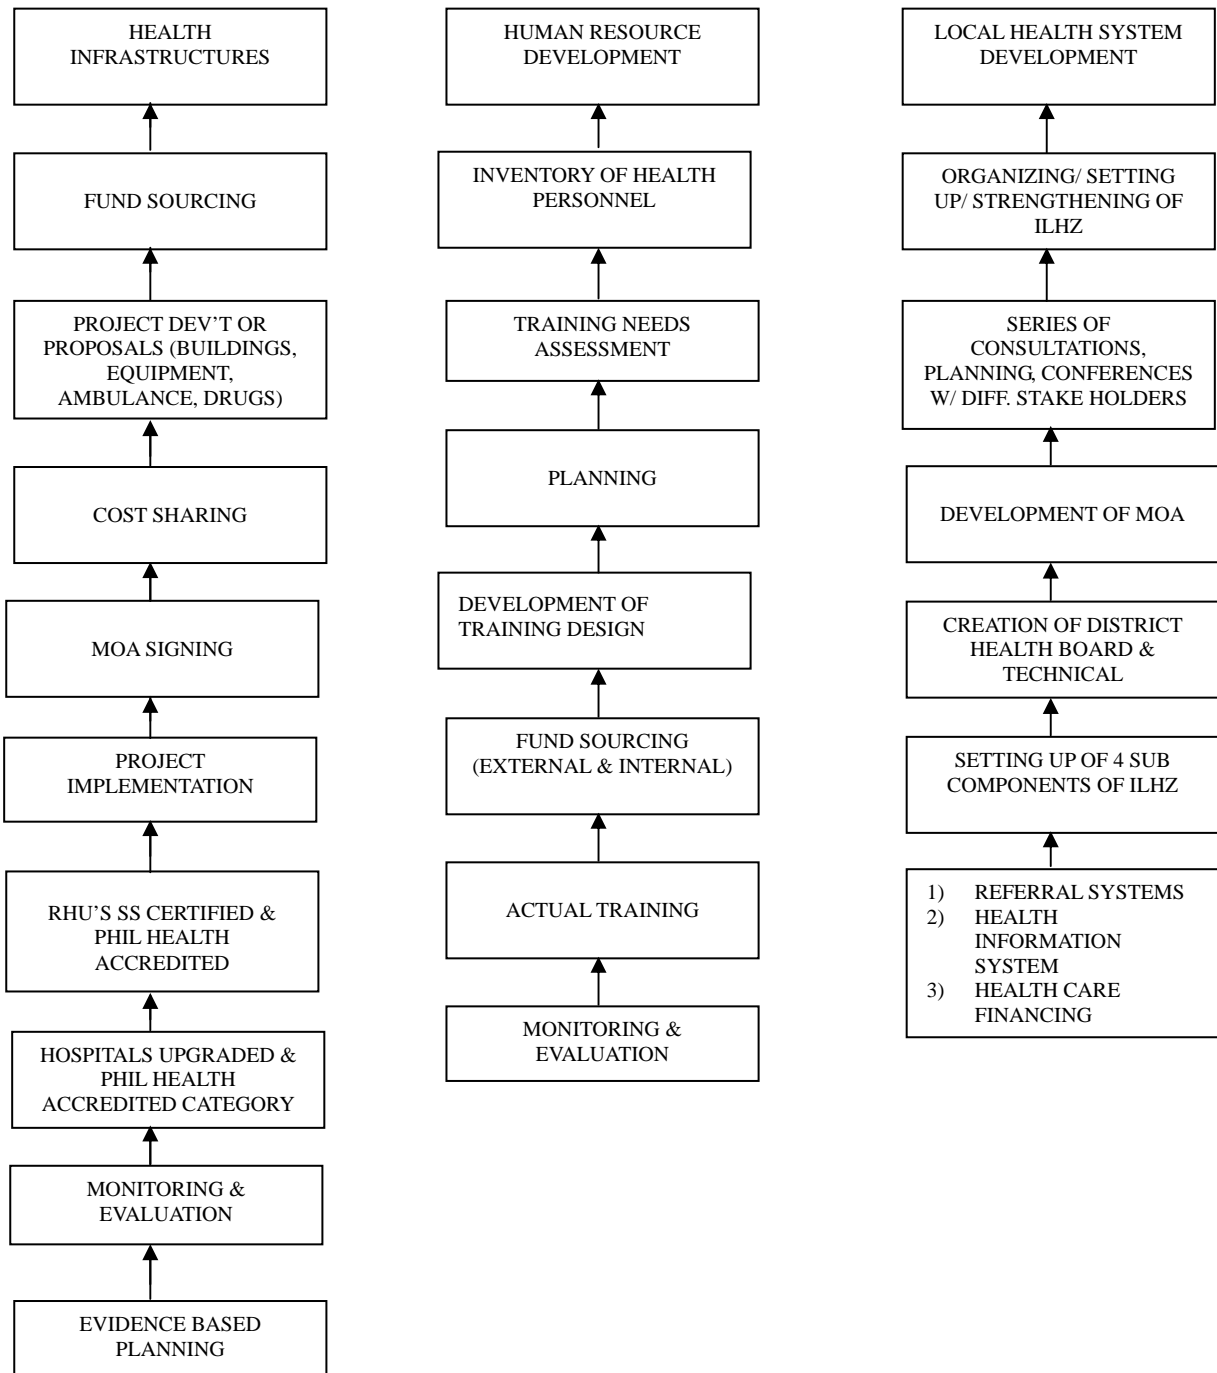 HEALTH
INFRASTRUCTURES
FUND SOURCING
PROJECT DEV'T OR
PROPOSALS (BUILDINGS,
EQUIPMENT,
AMBULANCE, DRUGS)
COST SHARING
MOA SIGNING
PROJECT
IMPLEMENTATION
RHU'S SS CERTIFIED &
PHIL HEALTH
ACCREDITED
HOSPITALS UPGRADED &
PHIL HEALTH
ACCREDITED CATEGORY
MONITORING &
EVALUATION
EVIDENCE BASED
PLANNING
HUMAN RESOURCE
DEVELOPMENT
INVENTORY OF HEALTH
PERSONNEL
TRAINING NEEDS
ASSESSMENT
PLANNING
DEVELOPMENT OF
TRAINING DESIGN
FUND SOURCING
(EXTERNAL & INTERNAL)
ACTUAL TRAINING
MONITORING &
EVALUATION
LOCAL HEALTH SYSTEM
DEVELOPMENT
ORGANIZING/ SETTING
UP/ STRENGTHENING OF
ILHZ
SERIES OF
CONSULTATIONS,
PLANNING, CONFERENCES
W/ DIFF. STAKE HOLDERS
DEVELOPMENT OF MOA
CREATION OF DISTRICT
HEALTH BOARD &
TECHNICAL
SETTING UP OF 4 SUB
COMPONENTS OF ILHZ
1) REFERRAL SYSTEMS
2) HEALTH
INFORMATION
SYSTEM
3) HEALTH CARE
FINANCING